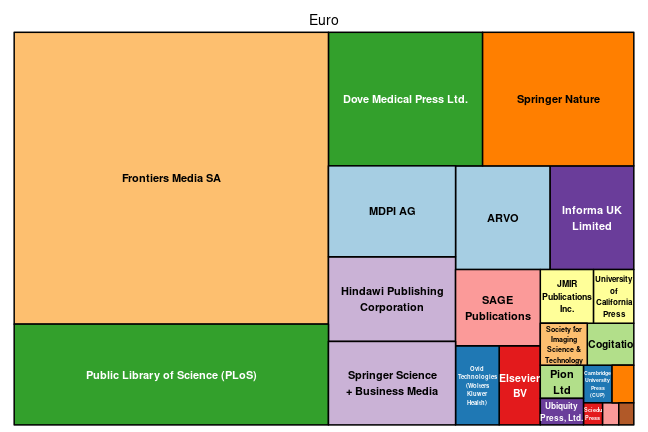 Euro
Frontiers Media SA
Public Library of Science (PLoS)
Dove Medical Press Ltd.
Springer Nature
MDPI AG
ARVO
Informa UK
Limited
Hindawi Publishing
Corporation
Springer Science
+ Business Media
SAGE
Publications
JMIR
Publications
Inc.
University
of
California
Press
Society for
Imaging
Science &
Technology
Cogitatio
Ovid
Technologies
(Wolters
Kluwer
Health)
Elsevier
BV
Pion
Ltd
Cambridge
University
Press
(CUP)
Ubiquity
Press, Ltd.
Sciedu
Press